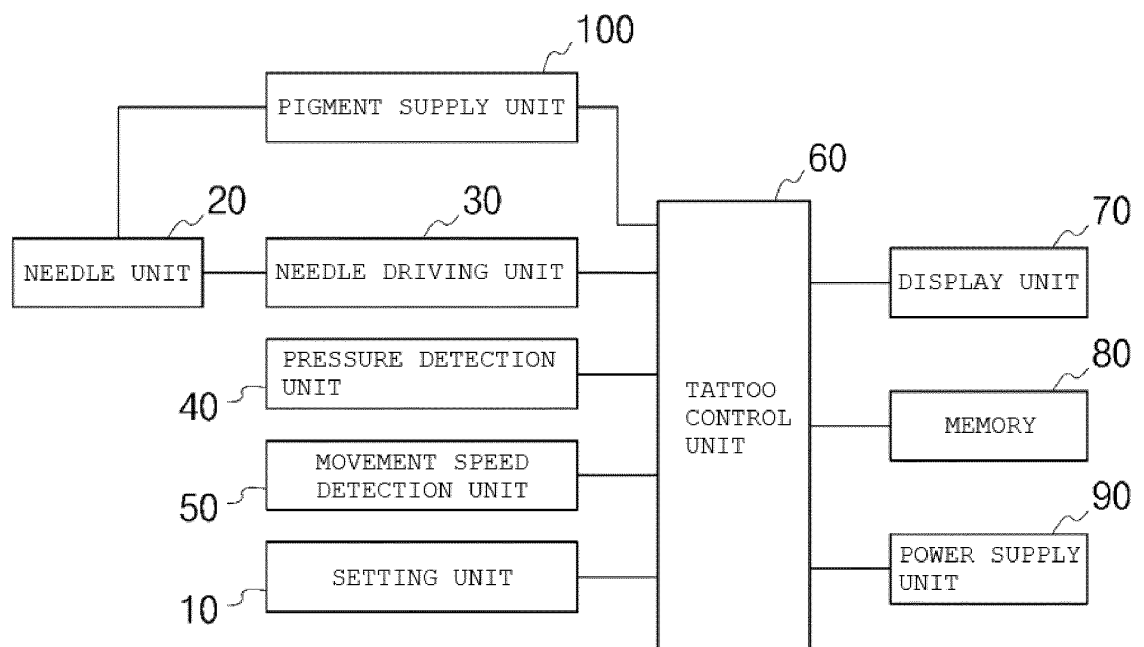 100
PIGMENT SUPPLY UNIT
60
20
30
70
NEEDLE UNIT
NEEDLE DRIVING UNIT
DISPLAY UNIT
PRESSURE DETECTION
UNIT
40
80
TATTOO
CONTROL
UNIT
MEMORY
MOVEMENT SPEED
DETECTION UNIT
50
90
SETTING UNIT
10
POWER SUPPLY
UNIT